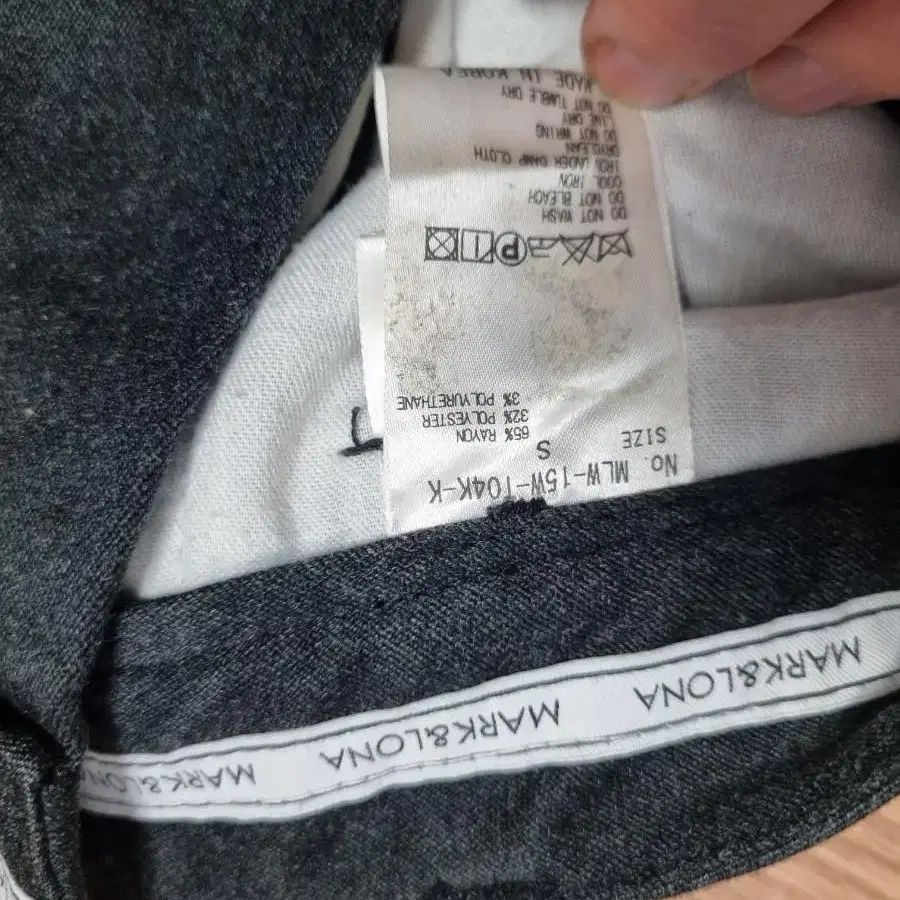 No. MLW-15W-T04K-K
SIZE S
65% RAYON
32% POLYESTER
3% POLYURETHANE
DO NOT WASH
DO NOT BLEACH
COOL IRON
IRON UNDER DAMP CLOTH
DRYCLEAN
DO NOT WRING
LINE DRY
DO NOT TUMBLE DRY
MADE IN KOREA
MARK&LONA MARK&LONA MARK&LONA MARK&LONA